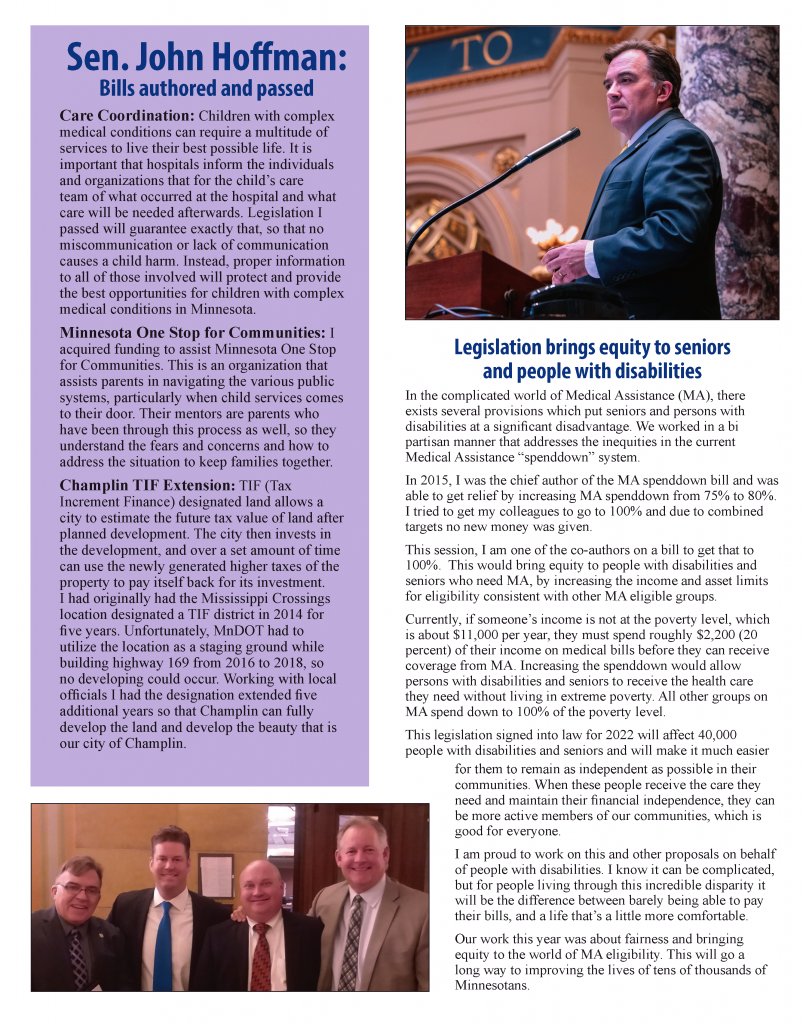 Sen. John Hoffman:
Bills authored and passed
Care Coordination: Children with complex
medical conditions can require a multitude of
services to live their best possible life. It is
important that hospitals inform the individuals
and organizations that for the child's care
team of what occurred at the hospital and what
care will be needed afterwards. Legislation I
passed will guarantee exactly that, so that no
miscommunication or lack of communication
causes a child harm. Instead, proper information
to all of those involved will protect and provide
the best opportunities for children with complex
medical conditions in Minnesota.
Minnesota One Stop for Communities: I
acquired funding to assist Minnesota One Stop
for Communities. This is an organization that
assists parents in navigating the various public
systems, particularly when child services comes
to their door. Their mentors are parents who
have been through this process as well, so they
understand the fears and concerns and how to
address the situation to keep families together.
Champlin TIF Extension: TIF (Tax
Increment Finance) designated land allows a
city to estimate the future tax value of land after
planned development. The city then invests in
the development, and over a set amount of time
can use the newly generated higher taxes of the
property to pay itself back for its investment.
I had originally had the Mississippi Crossings
location designated a TIF district in 2014 for
five years. Unfortunately, MnDOT had to
utilize the location as a staging ground while
building highway 169 from 2016 to 2018, so
no developing could occur. Working with local
officials I had the designation extended five
additional years so that Champlin can fully
develop the land and develop the beauty that is
our city of Champlin.
TO
Legislation brings equity to seniors
and people with disabilities
In the complicated world of Medical Assistance (MA), there
exists several provisions which put seniors and persons with
disabilities at a significant disadvantage. We worked in a bi
partisan manner that addresses the inequities in the current
Medical Assistance "spenddown" system.
In 2015, I was the chief author of the MA spenddown bill and was
able to get relief by increasing MA spenddown from 75% to 80%.
I tried to get my colleagues to go to 100% and due to combined
targets no new money was given.
This session, I am one of the co-authors on a bill to get that to
100%.  This would bring equity to people with disabilities and
seniors who need MA, by increasing the income and asset limits
for eligibility consistent with other MA eligible groups.
Currently, if someone's income is not at the poverty level, which
is about $11,000 per year, they must spend roughly $2,200 (20
percent) of their income on medical bills before they can receive
coverage from MA. Increasing the spenddown would allow
persons with disabilities and seniors to receive the health care
they need without living in extreme poverty. All other groups on
MA spend down to 100% of the poverty level.
This legislation signed into law for 2022 will affect 40,000
people with disabilities and seniors and will make it much easier
for them to remain as independent as possible in their
communities. When these people receive the care they
need and maintain their financial independence, they can
be more active members of our communities, which is
good for everyone.
I am proud to work on this and other proposals on behalf
of people with disabilities. I know it can be complicated,
but for people living through this incredible disparity it
will be the difference between barely being able to pay
their bills, and a life that's a little more comfortable.
Our work this year was about fairness and bringing
equity to the world of MA eligibility. This will go a
long way to improving the lives of tens of thousands of
Minnesotans.